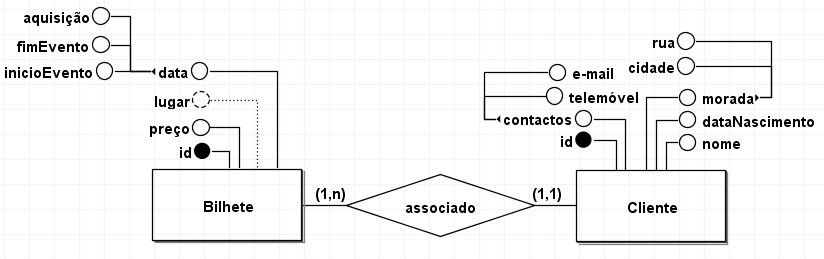 aquisição
fimEvento
inicioEvento
data
lugar
preço
id
Bilhete
(1,n)
associado
(1,1)
rua
cidade
e-mail
telemóvel
morada
contactos
dataNascimento
id
nome
Cliente